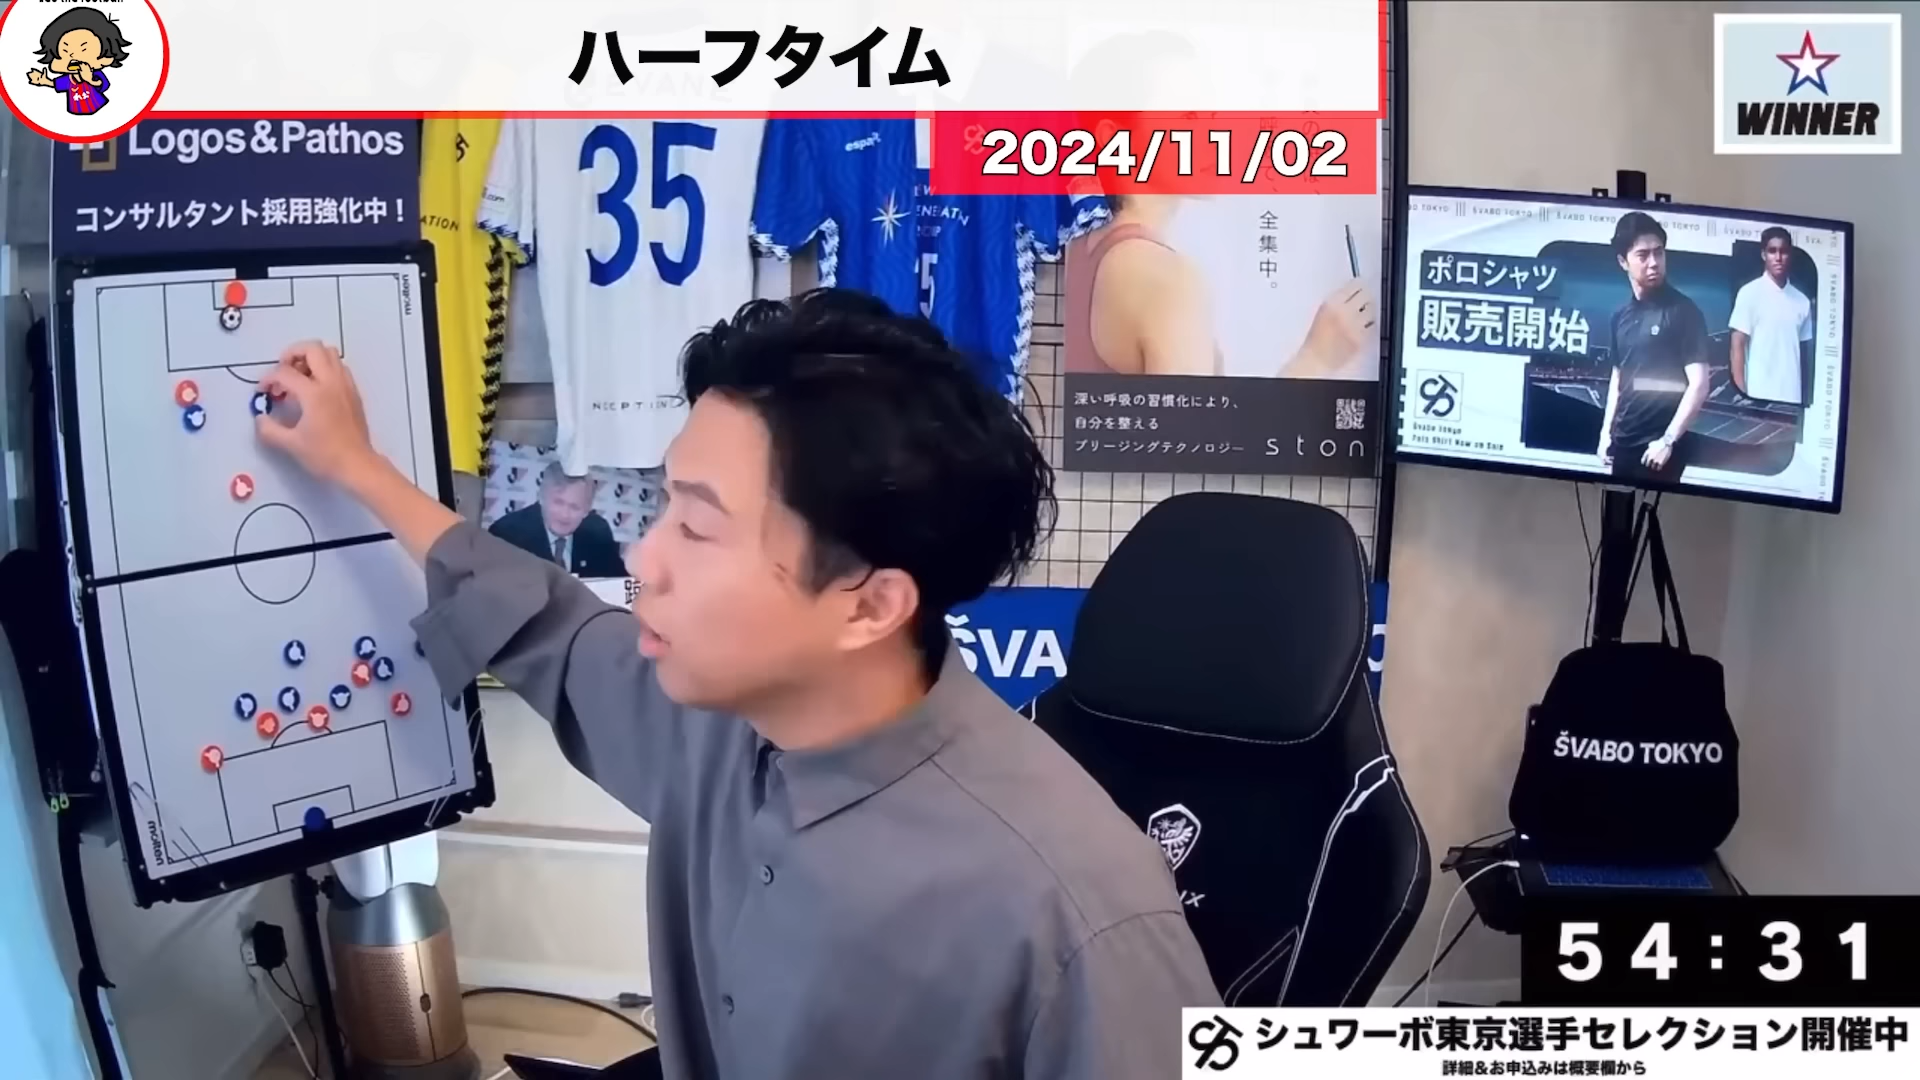 ハーフタイム
2024/11/02
WINNER
Logos&Pathos
コンサルタント採用強化中！
35
全集中。
深い呼吸の習慣化により、
自分を整える
ブリージングテクノロジー
ston
ポロシャツ
販売開始
molten
molten
ŠVA
ŠVABO TOKYO
54:31
シュワーボ東京選手セレクション開催中
詳細&お申込みは概要欄から